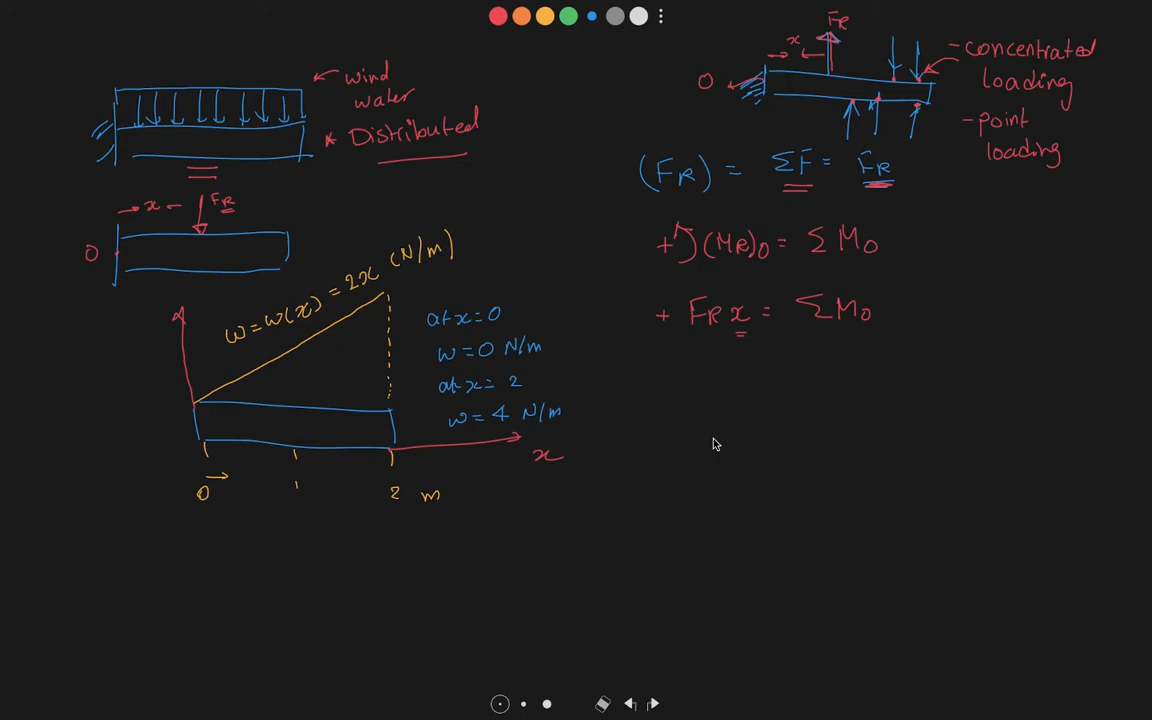 wind
water
* Distributed
x
FR
O
w = w(x) = 2x (N/m)
at x = 0
w = 0 N/m
at x = 2
w = 4 N/m
x
0
1
2 m
FR
x
O
- concentrated
loading
- point
loading
(FR) = ΣF = FR
+ (MR)O = ΣMO
+ FR x = ΣMO